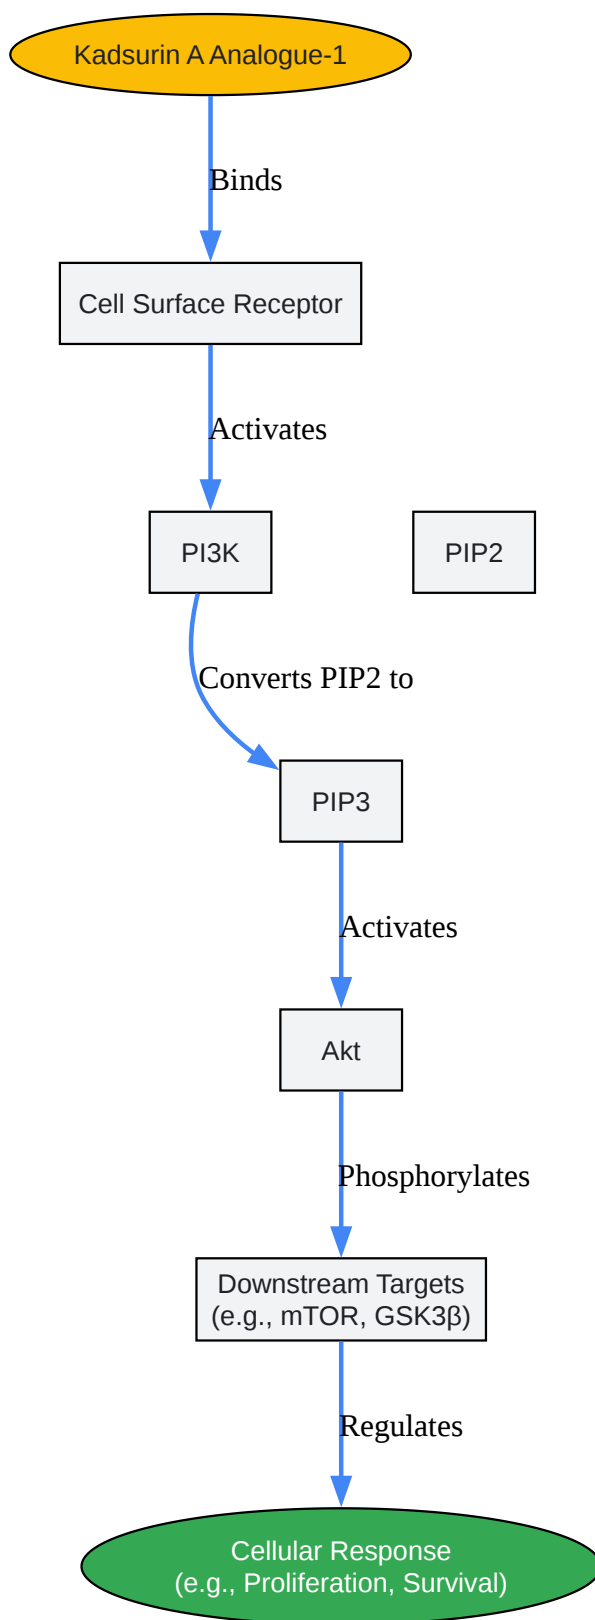 Kadsurin A Analogue-1
Binds
Cell Surface Receptor
Activates
PI3K
PIP2
Converts PIP2 to
PIP3
Activates
Akt
Phosphorylates
Downstream Targets
(e.g., mTOR, GSK3β)
Regulates
Cellular Response
(e.g., Proliferation, Survival)